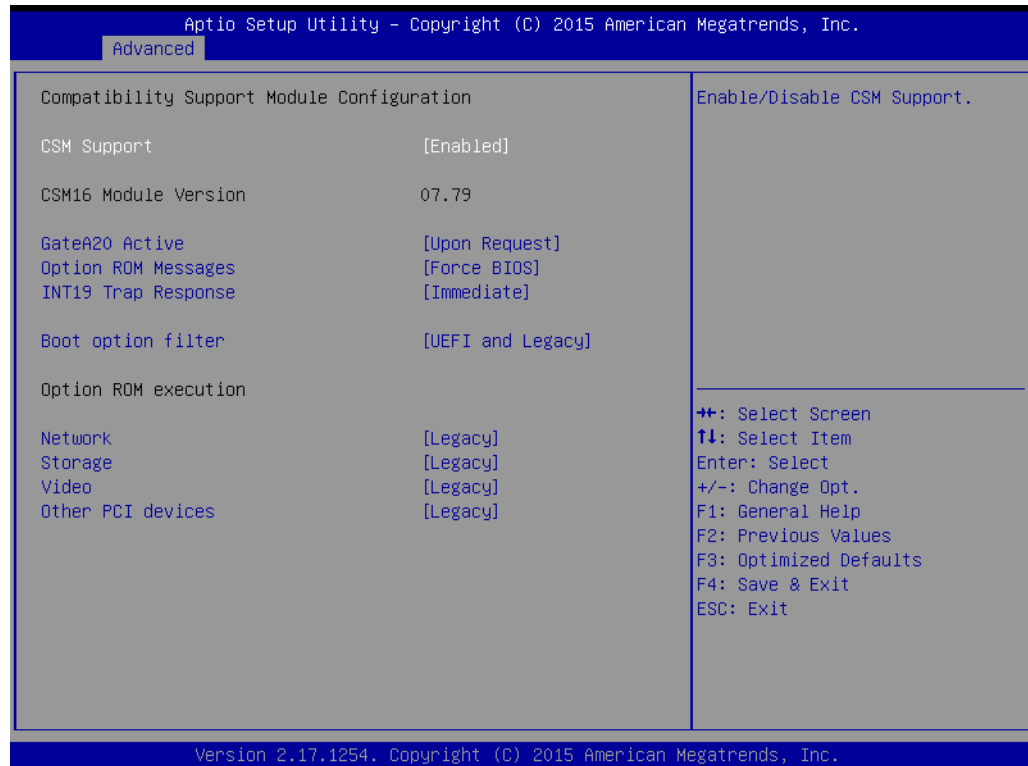 Aptio Setup Utility – Copyright (C) 2015 American Megatrends, Inc.
Advanced
Compatibility Support Module Configuration
CSM Support [Enabled]
CSM16 Module Version 07.79
GateA20 Active [Upon Request]
Option ROM Messages [Force BIOS]
INT19 Trap Response [Immediate]
Boot option filter [UEFI and Legacy]
Option ROM execution
Network [Legacy]
Storage [Legacy]
Video [Legacy]
Other PCI devices [Legacy]
Enable/Disable CSM Support.
→←: Select Screen
↑↓: Select Item
Enter: Select
+/-: Change Opt.
F1: General Help
F2: Previous Values
F3: Optimized Defaults
F4: Save & Exit
ESC: Exit
Version 2.17.1254. Copyright (C) 2015 American Megatrends, Inc.